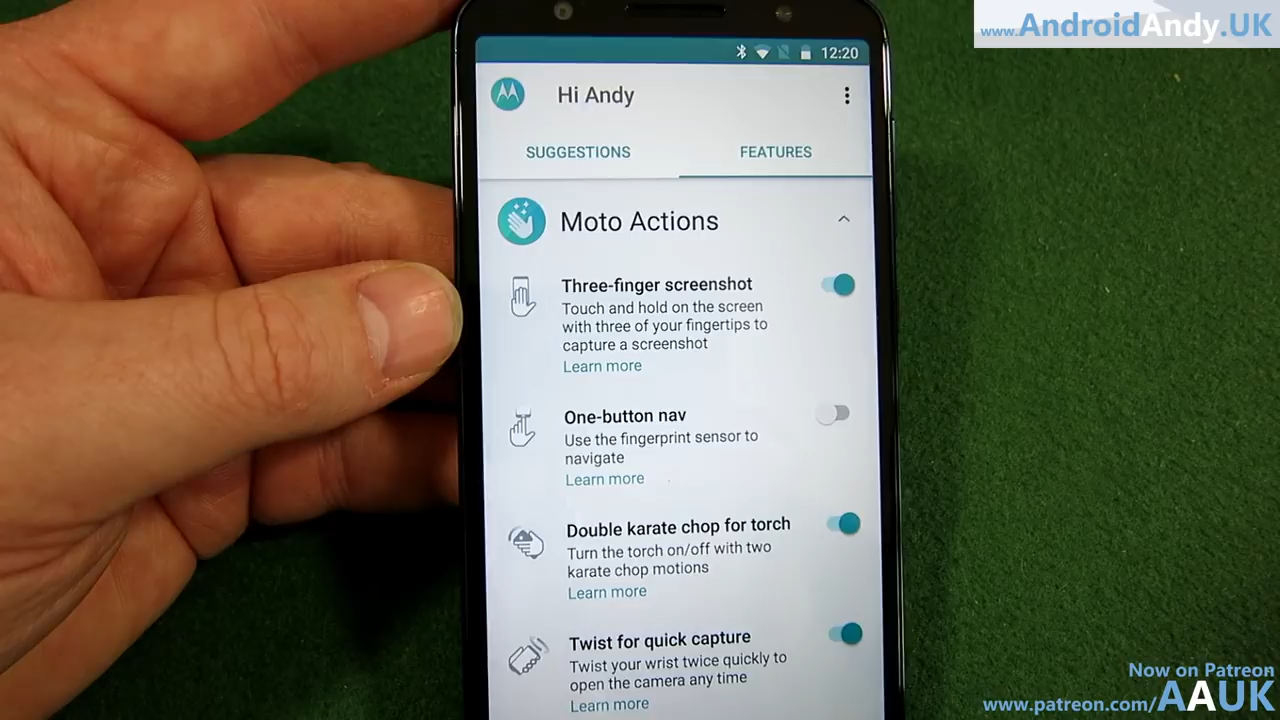 www.AndroidAndy.UK
12:20
Hi Andy
SUGGESTIONS
FEATURES
Moto Actions
Three-finger screenshot
Touch and hold on the screen
with three of your fingertips to
capture a screenshot
Learn more
One-button nav
Use the fingerprint sensor to
navigate
Learn more
Double karate chop for torch
Turn the torch on/off with two
karate chop motions
Learn more
Twist for quick capture
Twist your wrist twice quickly to
open the camera any time
Learn more
Now on Patreon
www.patreon.com/AAUK